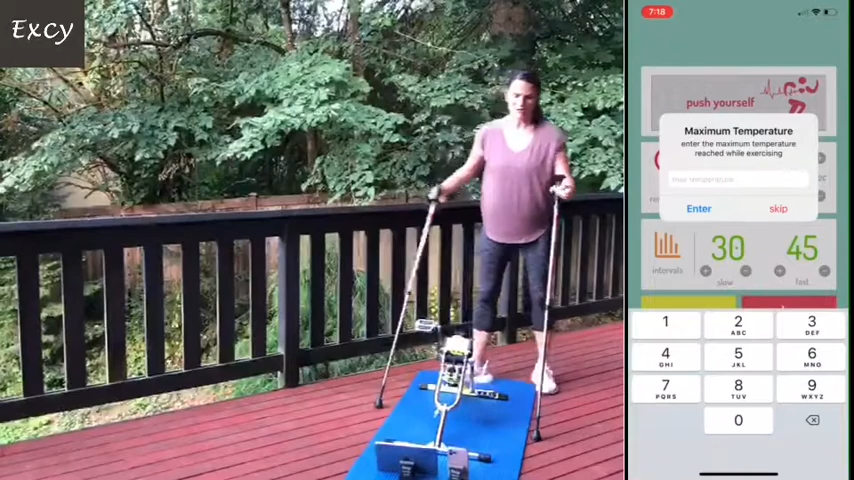 Excy
7:18
push yourself
Maximum Temperature
enter the maximum temperature
reached while exercising
Enter
skip
intervals
30
45
slow
fast
1
2
ABC
3
DEF
4
GHI
5
JKL
6
MNO
7
PQRS
8
TUV
9
WXYZ
0